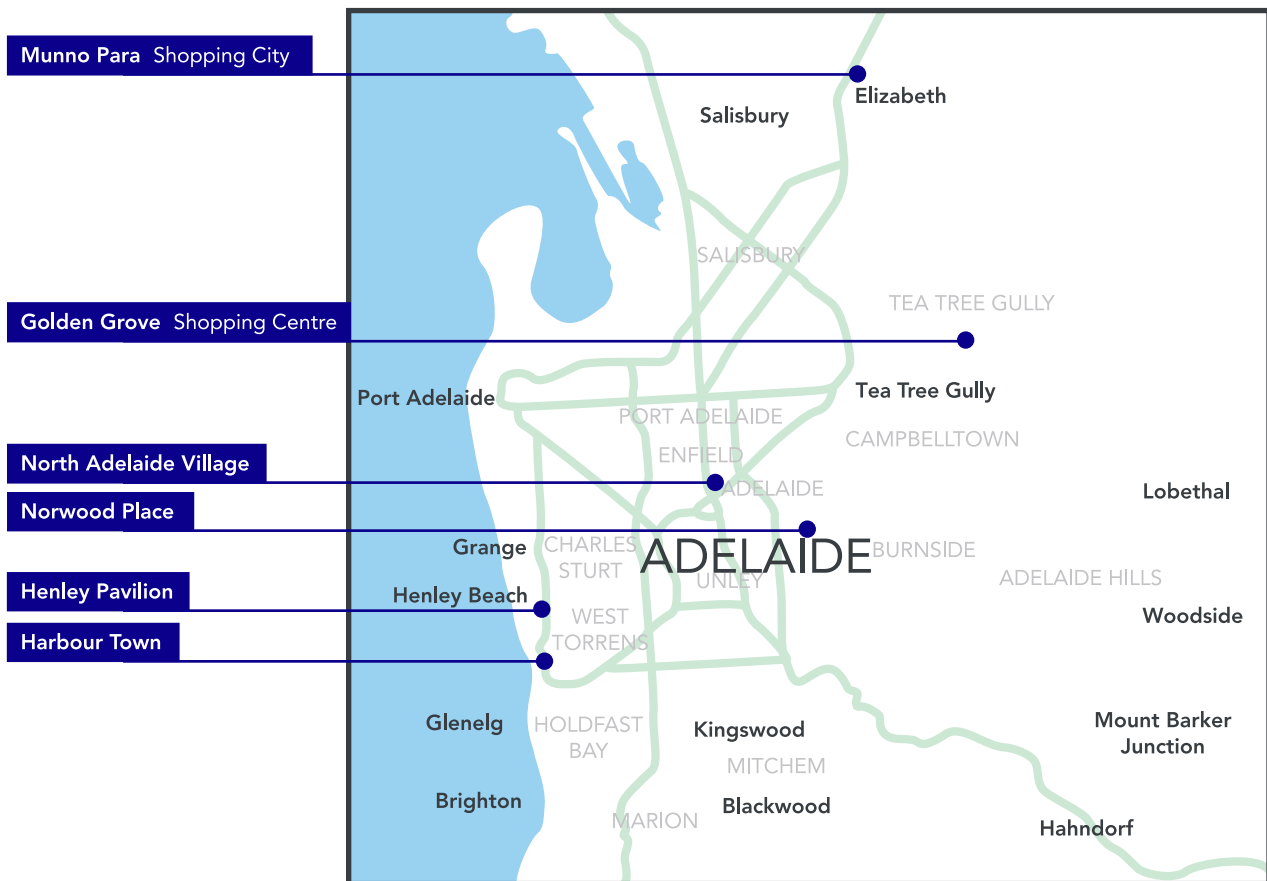 Munno Para Shopping City
Elizabeth
Salisbury
SALISBURY
TEA TREE GULLY
Golden Grove Shopping Centre
Port Adelaide
Tea Tree Gully
PORT ADELAIDE
CAMPBELLTOWN
ENFIELD
North Adelaide Village
ADELAIDE
Lobethal
Norwood Place
Grange
CHARLES
STURT
ADELAIDE
BURNSIDE
UNLEY
ADELAIDE HILLS
Henley Pavilion
Henley Beach
WEST
TORRENS
Woodside
Harbour Town
Glenelg
HOLDFAST
BAY
Kingswood
Mount Barker
Junction
MITCHEM
Brighton
Blackwood
MARION
Hahndorf